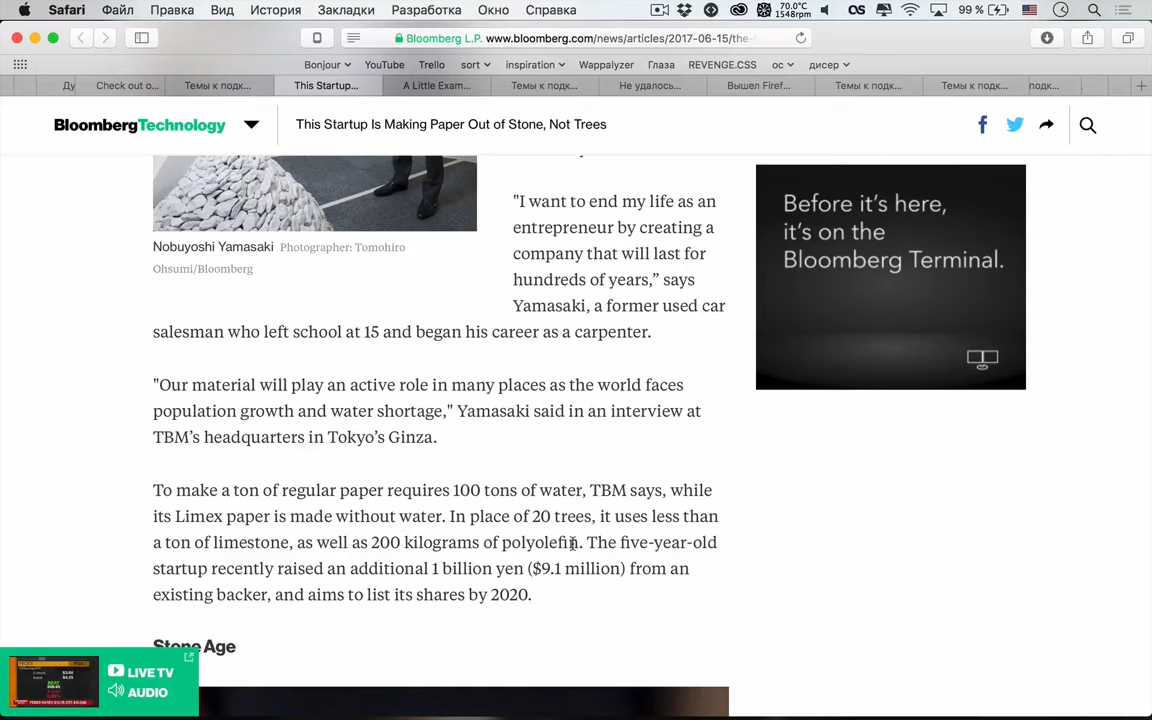 Safari Файл Правка Вид История Закладки Разработка Окно Справка 70.0°C 1548rpm OS 99 %
Bloomberg L.P. www.bloomberg.com/news/articles/2017-06-15/the-
Bonjour YouTube Trello sort inspiration Wappalyzer Глаза REVENGE.CSS ос дисер
Ду Check out o... Темы к подк... This Startup... A Little Exam... Темы к подк... Не удалось... Вышел Firef... Темы к подк... Темы к подк... подк...
BloombergTechnology This Startup Is Making Paper Out of Stone, Not Trees
Nobuyoshi Yamasaki Photographer: Tomohiro
Ohsumi/Bloomberg
"I want to end my life as an
entrepreneur by creating a
company that will last for
hundreds of years,” says
Yamasaki, a former used car
salesman who left school at 15 and began his career as a carpenter.
"Our material will play an active role in many places as the world faces
population growth and water shortage," Yamasaki said in an interview at
TBM’s headquarters in Tokyo’s Ginza.
To make a ton of regular paper requires 100 tons of water, TBM says, while
its Limex paper is made without water. In place of 20 trees, it uses less than
a ton of limestone, as well as 200 kilograms of polyolefin. The five-year-old
startup recently raised an additional 1 billion yen ($9.1 million) from an
existing backer, and aims to list its shares by 2020.
Stone Age
Before it’s here,
it’s on the
Bloomberg Terminal.
LIVE TV
AUDIO